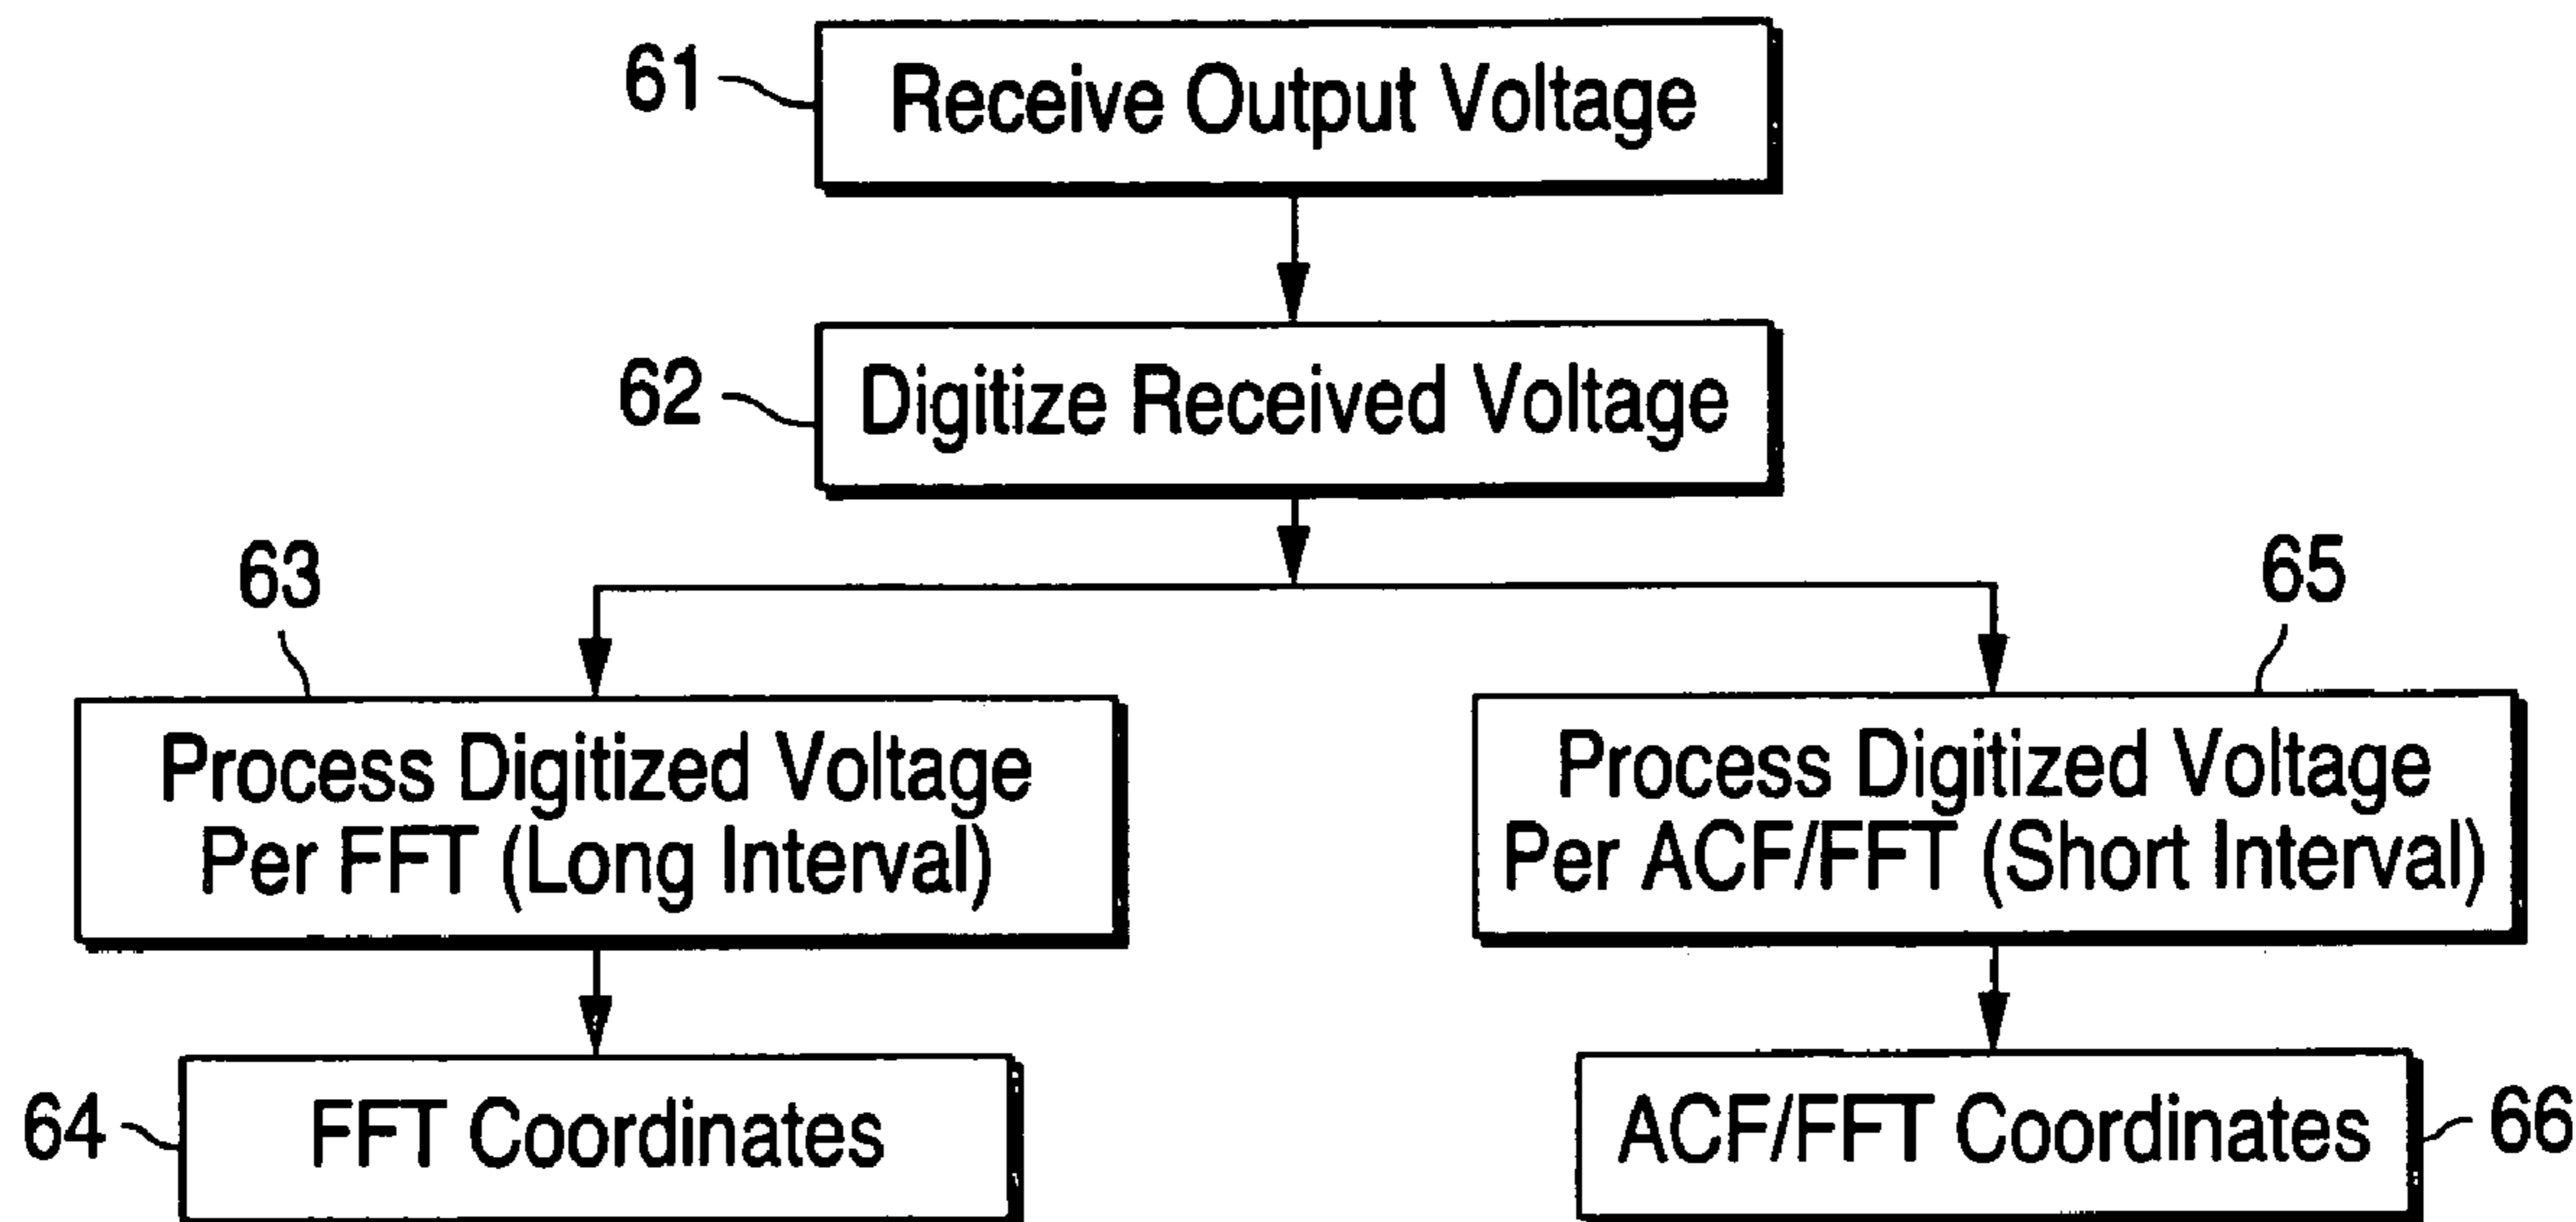 61
Receive Output Voltage
62
Digitize Received Voltage
63
65
Process Digitized Voltage
Per FFT (Long Interval)
Process Digitized Voltage
Per ACF/FFT (Short Interval)
64
FFT Coordinates
ACF/FFT Coordinates
66